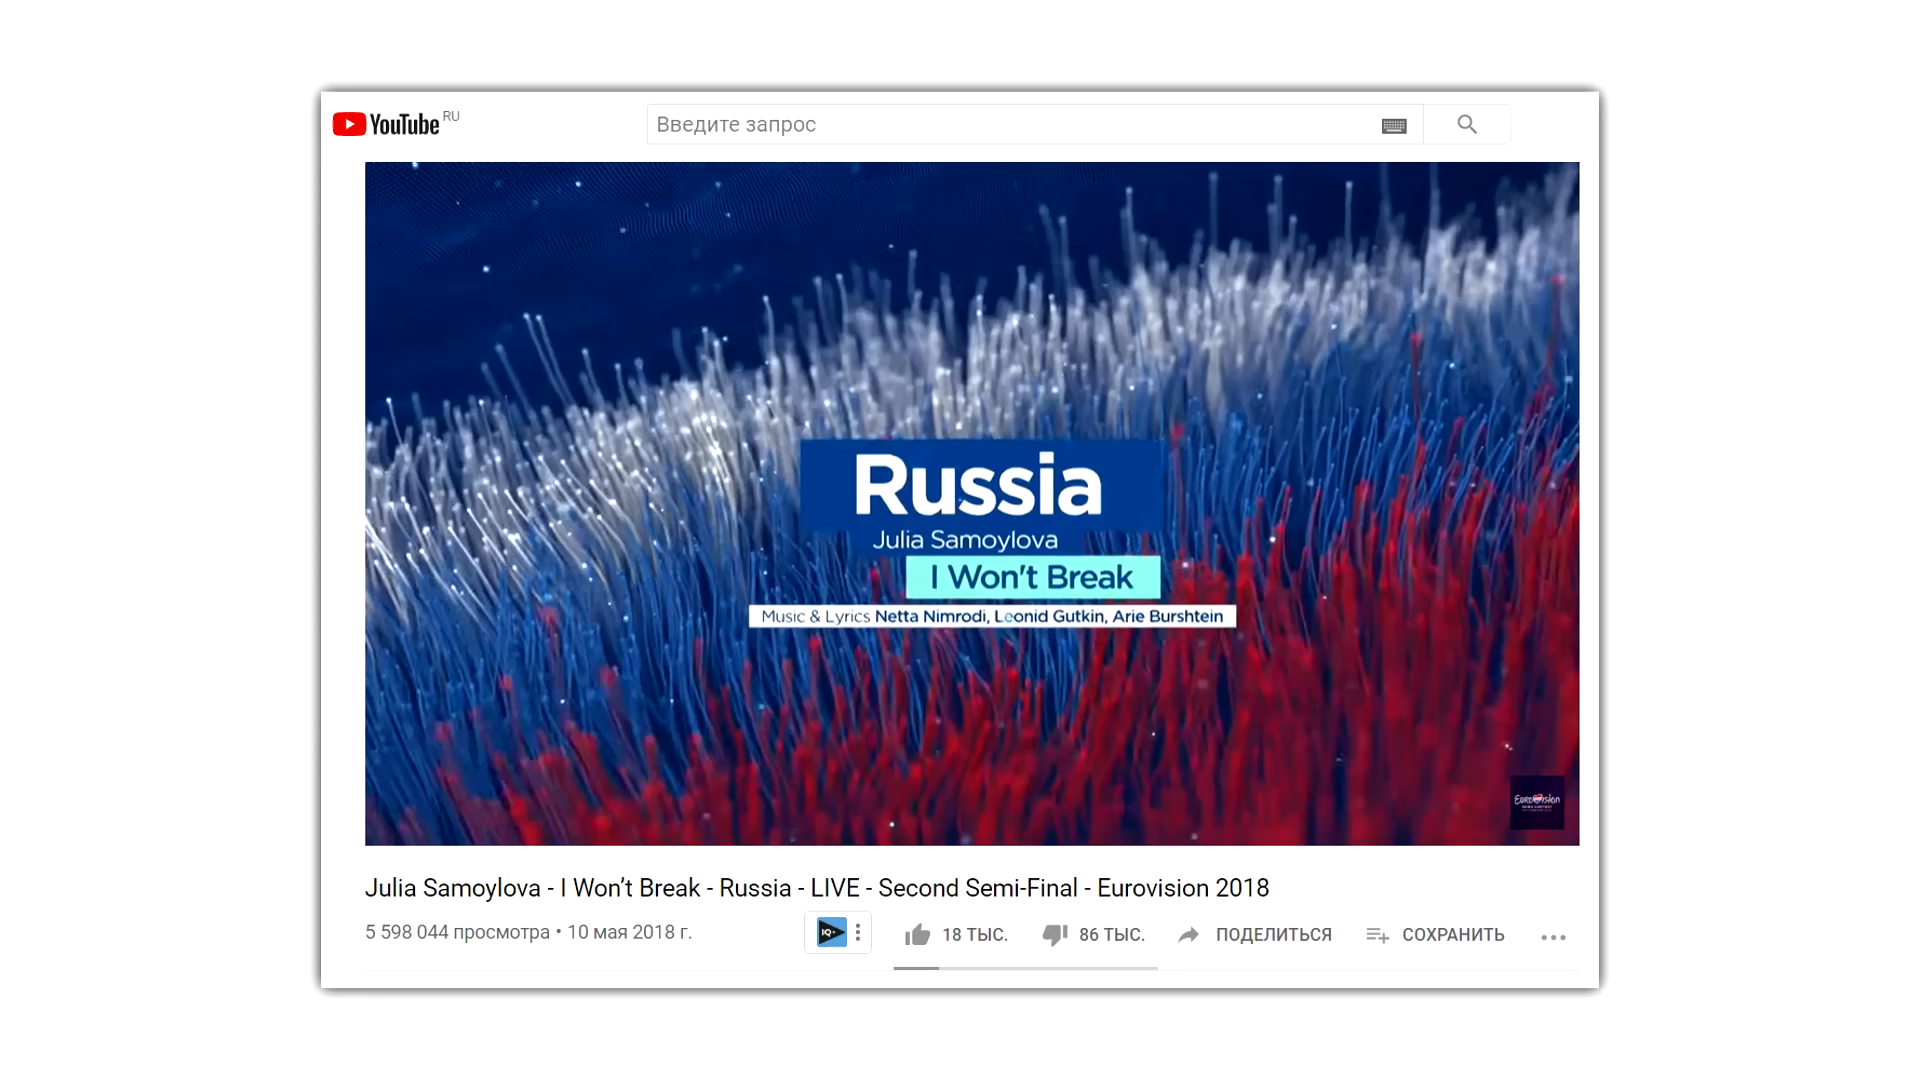 YouTube RU
Введите запрос
Russia
Julia Samoylova
I Won't Break
Music & Lyrics Netta Nimrodi, Leonid Gutkin, Arie Burshtein
EUROVISION
Julia Samoylova - I Won’t Break - Russia - LIVE - Second Semi-Final - Eurovision 2018
5 598 044 просмотра • 10 мая 2018 г.
IQ+
18 ТЫС.
86 ТЫС.
ПОДЕЛИТЬСЯ
СОХРАНИТЬ